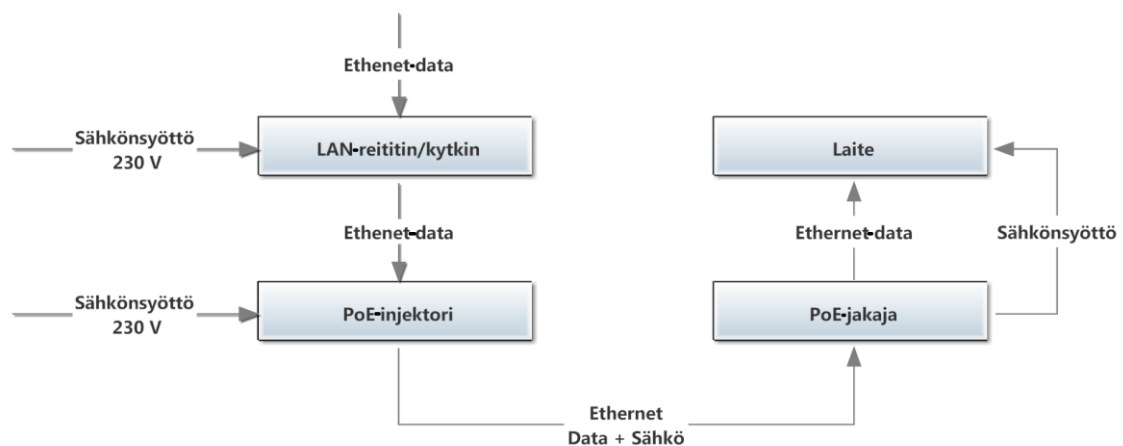 Ethenet-data
Sähkönsyöttö
230 V
LAN-reititin/kytkin
Laite
Ethenet-data
Ethernet-data
Sähkönsyöttö
Sähkönsyöttö
230 V
PoE-injektori
PoE-jakaja
Ethernet
Data + Sähkö